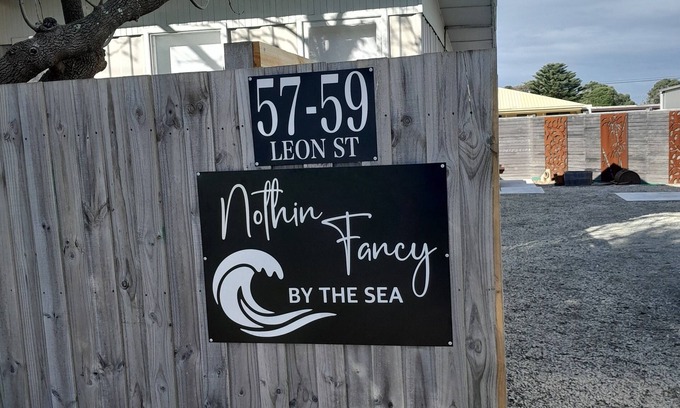 57-59
LEON ST
Nothin
Fancy
BY THE SEA